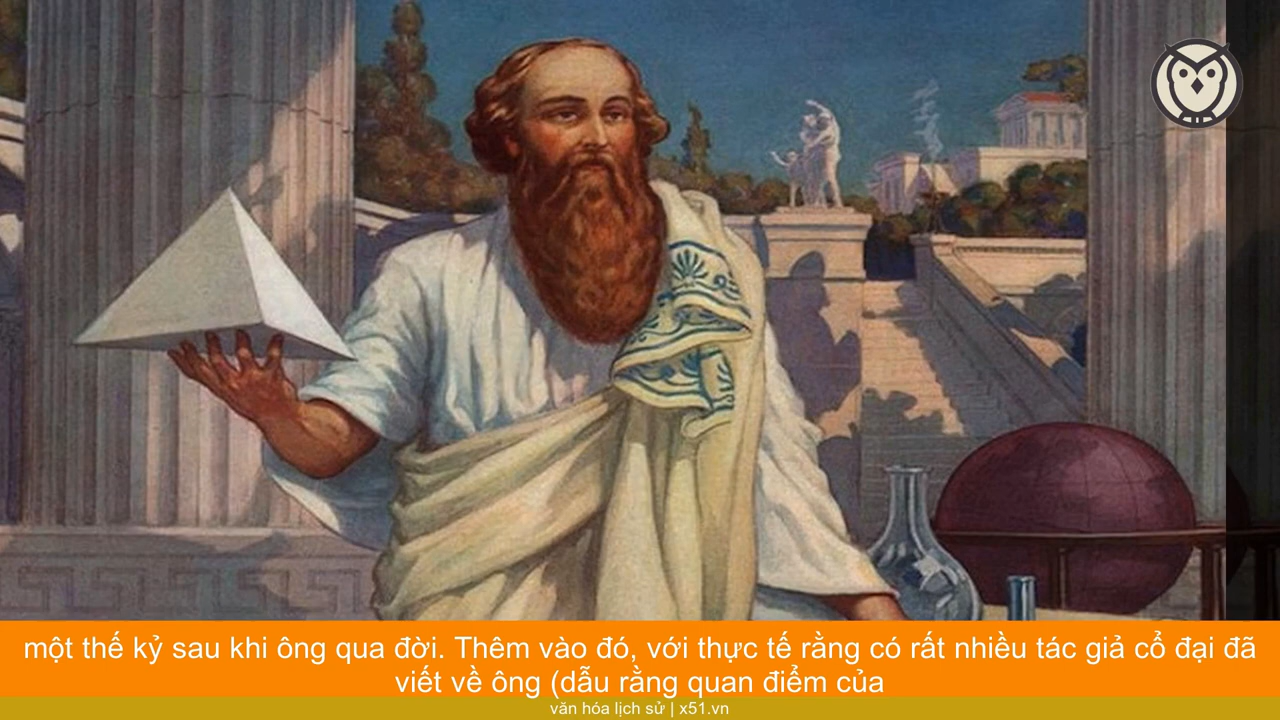 một thế kỷ sau khi ông qua đời. Thêm vào đó, với thực tế rằng có rất nhiều tác giả cổ đại đã
viết về ông (dẫu rằng quan điểm của
văn hóa lịch sử | x51.vn